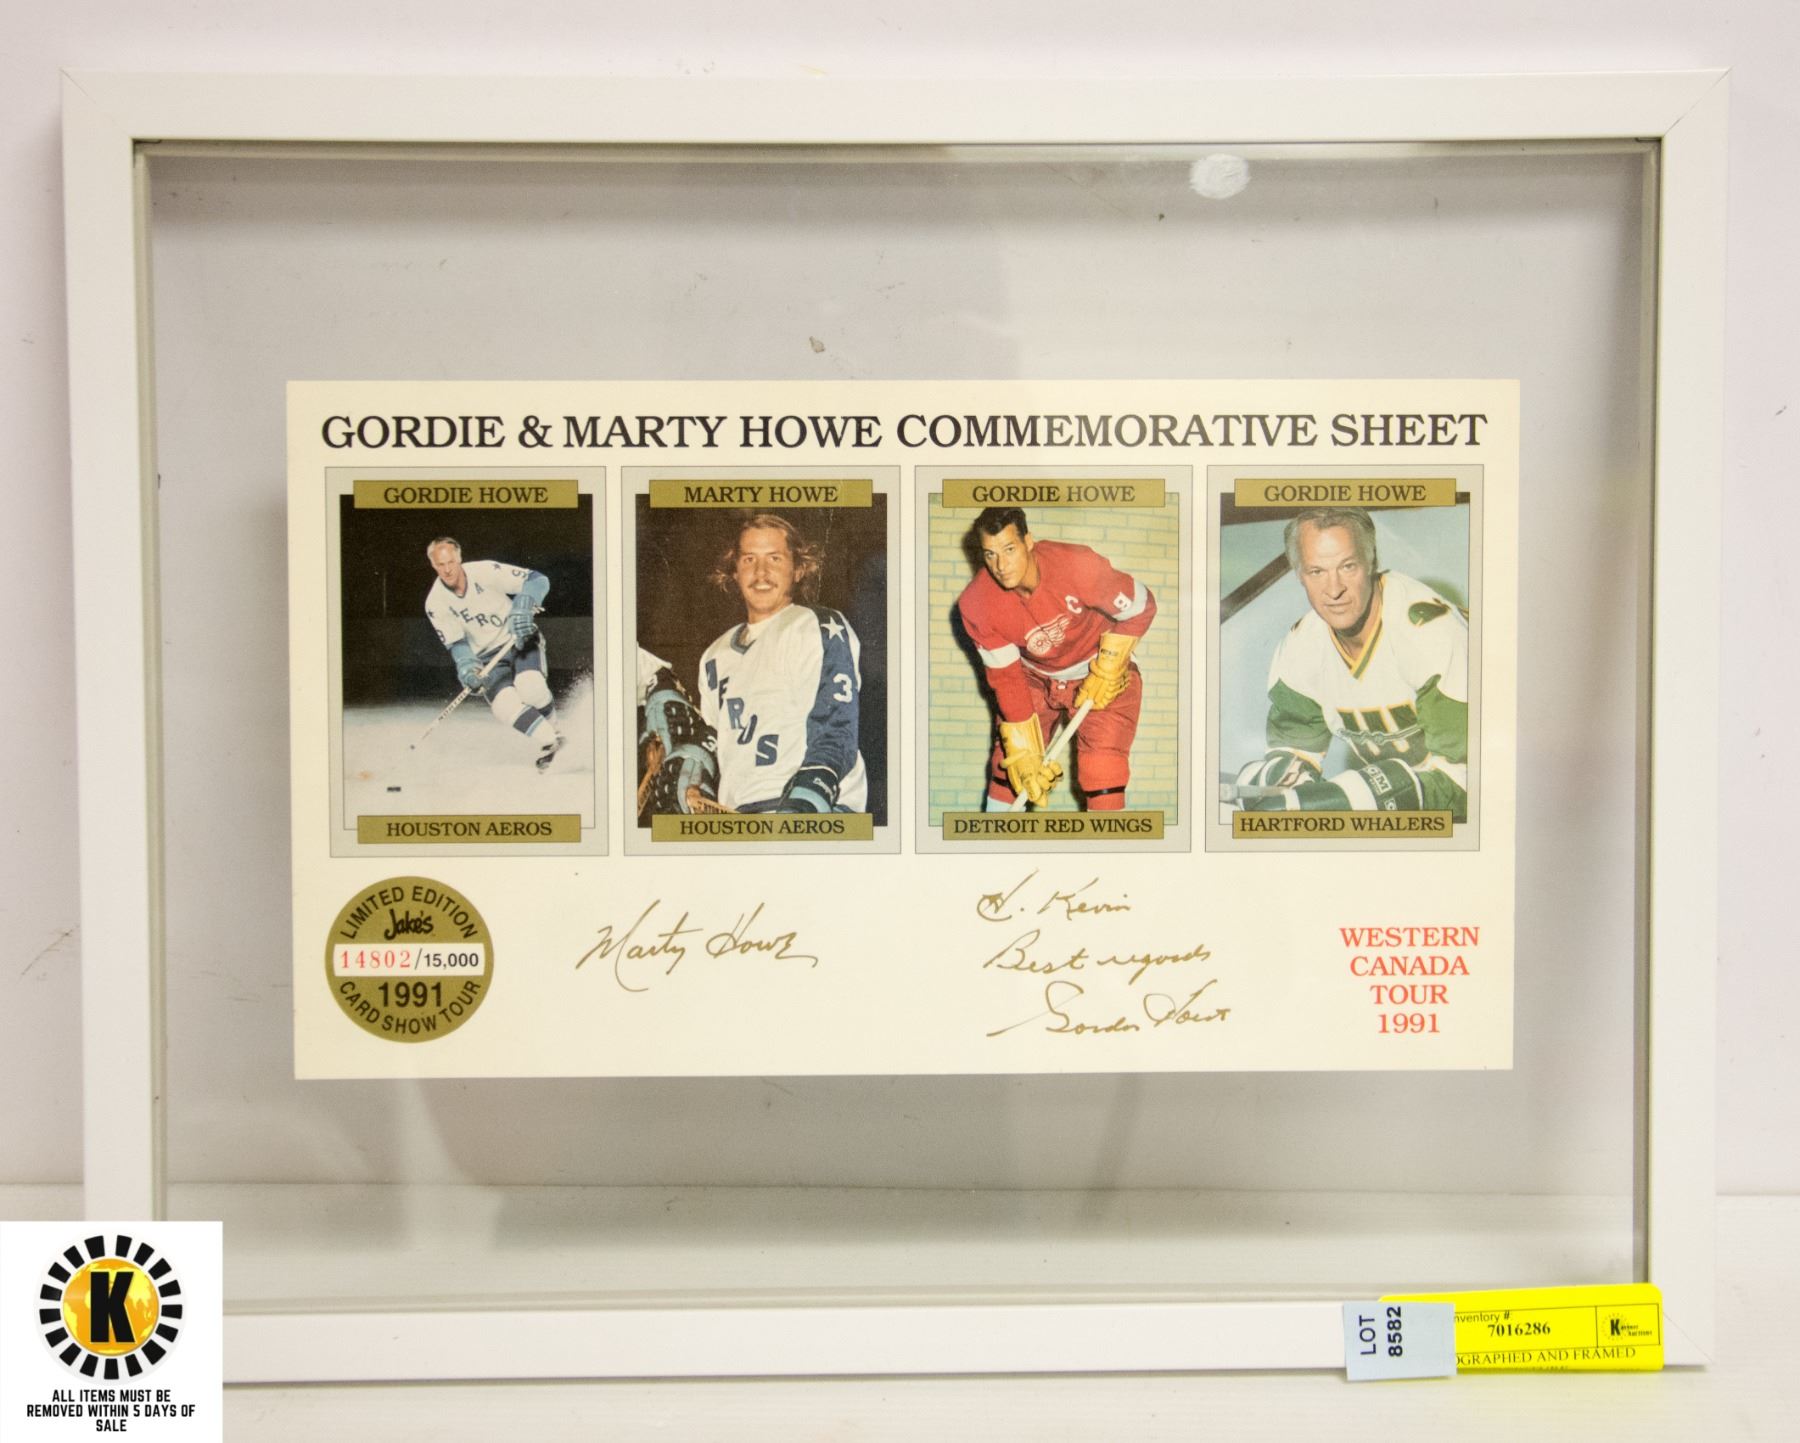 GORDIE & MARTY HOWE COMMEMORATIVE SHEET
GORDIE HOWE
HOUSTON AEROS
MARTY HOWE
3
HOUSTON AEROS
GORDIE HOWE
C
9
DETROIT RED WINGS
GORDIE HOWE
HARTFORD WHALERS
LIMITED EDITION
Jake's
14802/15,000
1991
CARD SHOW TOUR
Marty Howe
Kevin
Best regards
Gordie Howe
WESTERN
CANADA
TOUR
1991
K
ALL ITEMS MUST BE
REMOVED WITHIN 5 DAYS OF
SALE
LOT
8582
nventory #
7016286
OGRAPHED AND FRAMED